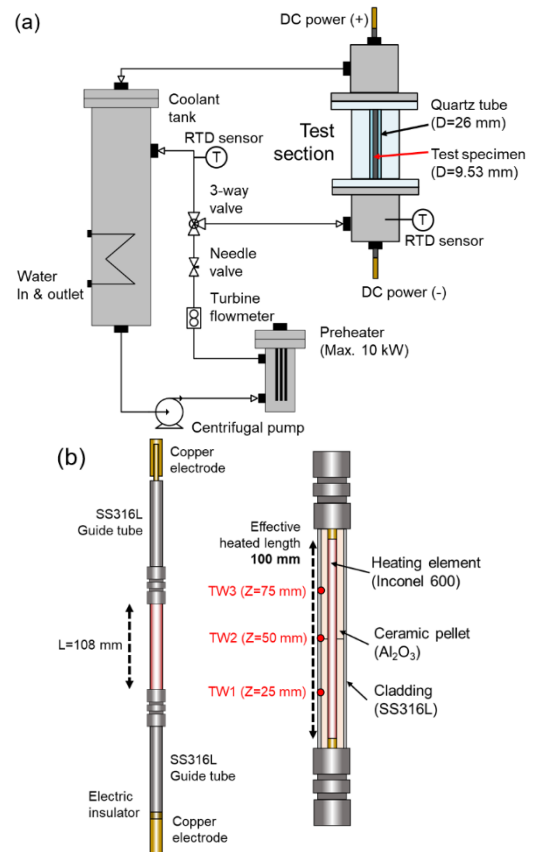 (a)
DC power (+)
Coolant
tank
RTD sensor
T
3-way
valve
Needle
valve
Turbine
flowmeter
Water
In & outlet
Preheater
(Max. 10 kW)
Centrifugal pump
Test
section
Quartz tube
(D=26 mm)
Test specimen
(D=9.53 mm)
T
RTD sensor
DC power (-)
(b)
Copper
electrode
SS316L
Guide tube
L=108 mm
SS316L
Guide tube
Electric
insulator
Copper
electrode
Effective
heated length
100 mm
TW3 (Z=75 mm)
TW2 (Z=50 mm)
TW1 (Z=25 mm)
Heating element
(Inconel 600)
Ceramic pellet
(Al₂O₃)
Cladding
(SS316L)